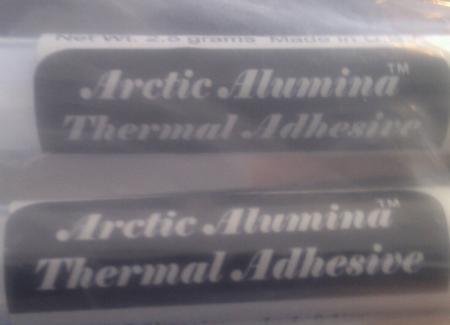 Net Wt. 2.5 grams Made in U.S.A.
Arctic Alumina™
Thermal Adhesive
Arctic Alumina™
Thermal Adhesive